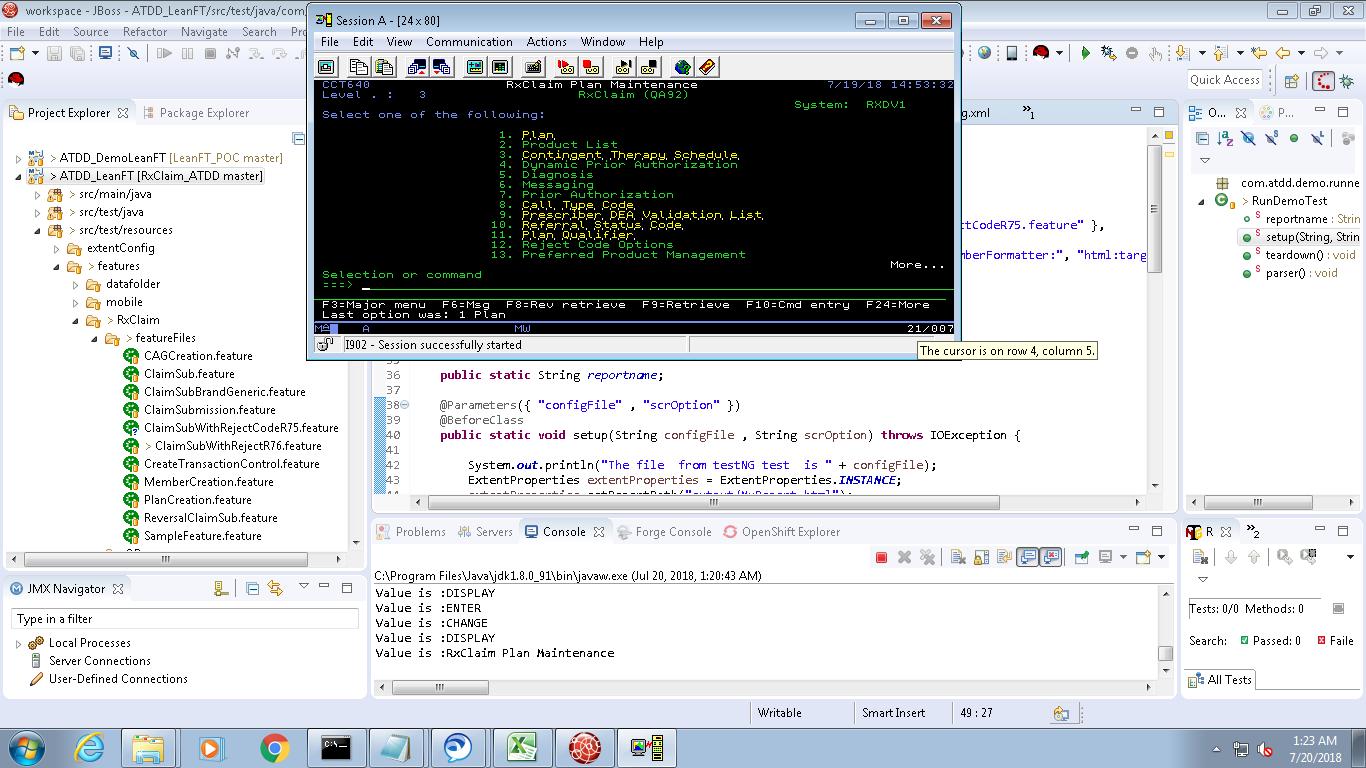 workspace - JBoss - ATDD_LeanFT/src/test/java/com/
File Edit Source Refactor Navigate Search
Quick Access
Session A - [24 x 80]
File Edit View Communication Actions Window Help
CCT640 RxClaim Plan Maintenance 7/19/18 14:53:32
Level . : 3 RxClaim (QA92)
System: RXDV1
Select one of the following:
1. Plan
2. Product List
3. Contingent Therapy Schedule
4. Dynamic Prior Authorization
5. Diagnosis
6. Messaging
7. Prior Authorization
8. Call Type Code
9. Prescriber DEA Validation List
10. Referral Status Code
11. Plan Qualifier
12. Reject Code Options
13. Preferred Product Management
More...
Selection or command
===>
F3=Major menu F6=Msg F8=Rev retrieve F9=Retrieve F10=Cmd entry F24=More
Last option was: 1 Plan
MA A MW 21/007
I902 - Session successfully started
The cursor is on row 4, column 5.
Project Explorer Package Explorer
> ATDD_DemoLeanFT [LeanFT_POC master]
> ATDD_LeanFT [RxClaim_ATDD master]
> src/main/java
> src/test/java
> src/test/resources
extentConfig
> features
datafolder
mobile
> RxClaim
> featureFiles
CAGCreation.feature
ClaimSub.feature
ClaimSubBrandGeneric.feature
ClaimSubmission.feature
ClaimSubWithRejectCodeR75.feature
> ClaimSubWithRejectR76.feature
CreateTransactionControl.feature
MemberCreation.feature
PlanCreation.feature
ReversalClaimSub.feature
SampleFeature.feature
JMX Navigator
Type in a filter
Local Processes
Server Connections
User-Defined Connections
g.xml »1
ctCodeR75.feature" },
berFormatter:", "html:targ
36 public static String reportname;
37
38 @Parameters({ "configFile" , "scrOption" })
39 @BeforeClass
40 public static void setup(String configFile , String scrOption) throws IOException {
41
42 System.out.println("The file from testNG test is " + configFile);
43 ExtentProperties extentProperties = ExtentProperties.INSTANCE;
Problems Servers Console Forge Console OpenShift Explorer
C:\Program Files\Java\jdk1.8.0_91\bin\javaw.exe (Jul 20, 2018, 1:20:43 AM)
Value is :DISPLAY
Value is :ENTER
Value is :CHANGE
Value is :DISPLAY
Value is :RxClaim Plan Maintenance
O... P...
com.atdd.demo.runne
> RunDemoTest
reportname : Strin
setup(String, Strin
teardown() : void
parser() : void
R »2
Tests: 0/0 Methods: 0
Search: Passed: 0 Faile
All Tests
Writable Smart Insert 49 : 27
1:23 AM
7/20/2018